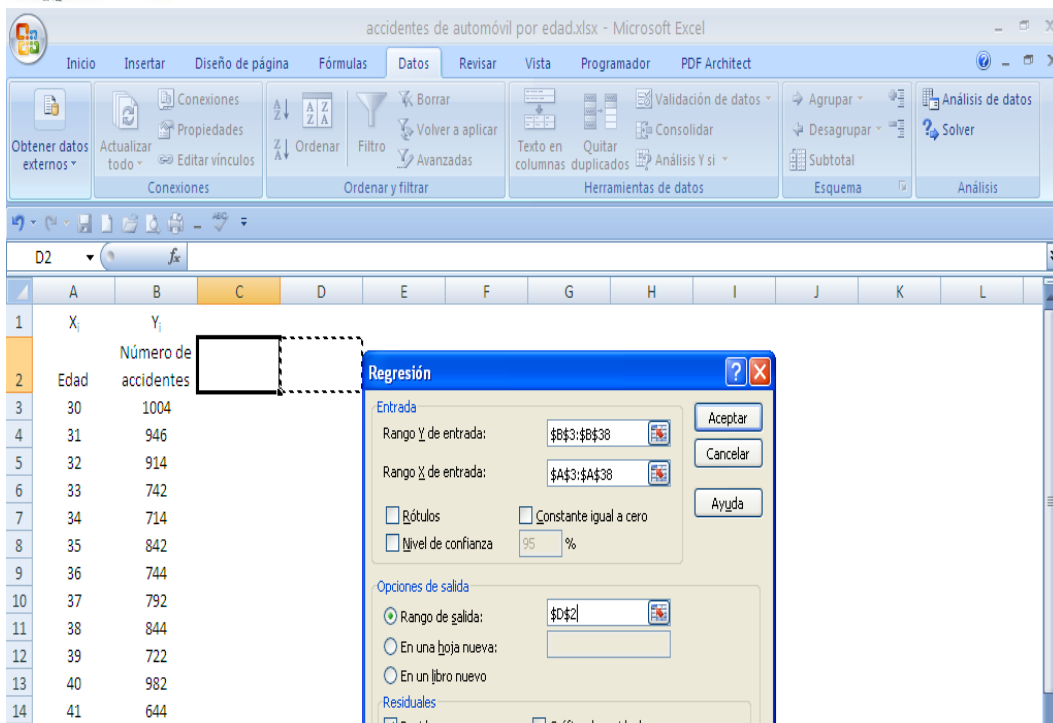 accidentes de automóvil por edad.xlsx - Microsoft Excel
Inicio Insertar Diseño de página Fórmulas Datos Revisar Vista Programador PDF Architect
Obtener datos externos
Actualizar todo
Conexiones
Propiedades
Editar vínculos
Conexiones
Ordenar
Filtro
Borrar
Volver a aplicar
Avanzadas
Ordenar y filtrar
Texto en columnas
Quitar duplicados
Validación de datos
Consolidar
Análisis Y si
Herramientas de datos
Agrupar
Desagrupar
Subtotal
Esquema
Análisis de datos
Solver
Análisis
D2 fx
A B C D E F G H I J K L
1 Xi Yi
2 Edad Número de accidentes
3 30 1004
4 31 946
5 32 914
6 33 742
7 34 714
8 35 842
9 36 744
10 37 792
11 38 844
12 39 722
13 40 982
14 41 644
Regresión
Entrada
Rango Y de entrada: $B$3:$B$38
Rango X de entrada: $A$3:$A$38
Rótulos
Constante igual a cero
Nivel de confianza 95 %
Aceptar
Cancelar
Ayuda
Opciones de salida
Rango de salida: $D$2
En una hoja nueva:
En un libro nuevo
Residuales